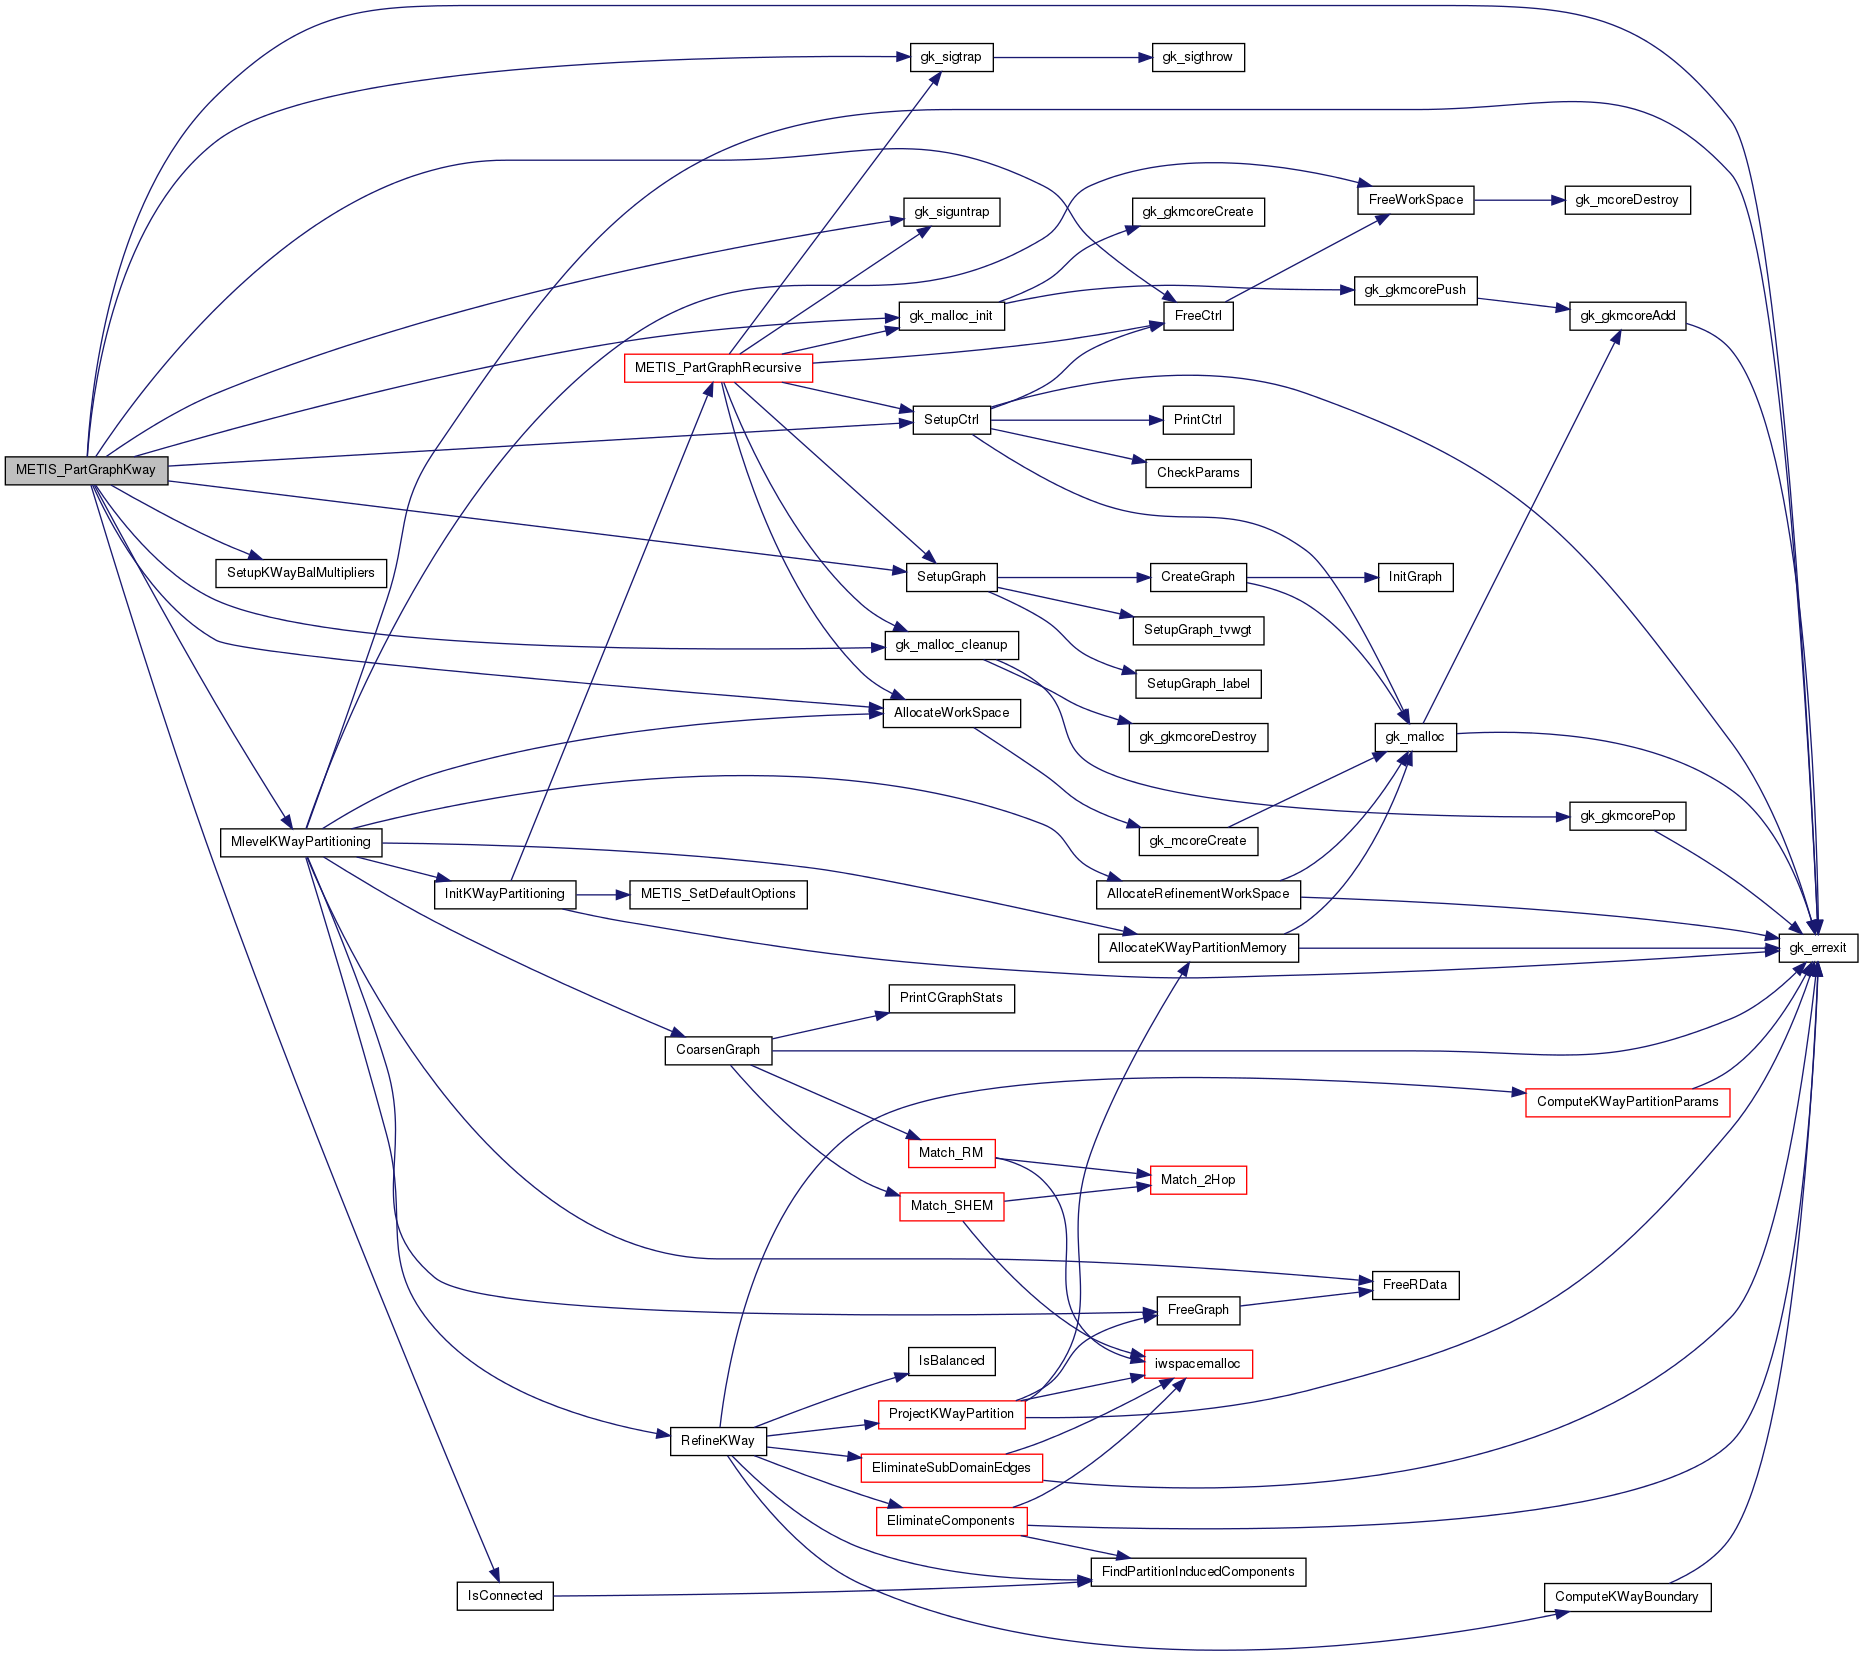 gk_sigtrap
gk_sigthrow
FreeWorkSpace
gk_mcoreDestroy
gk_siguntrap
gk_gkmcoreCreate
gk_gkmcorePush
gk_malloc_init
FreeCtrl
gk_gkmcoreAdd
METIS_PartGraphRecursive
SetupCtrl
PrintCtrl
METIS_PartGraphKway
CheckParams
SetupKWayBalMultipliers
SetupGraph
CreateGraph
InitGraph
SetupGraph_tvwgt
gk_malloc_cleanup
SetupGraph_label
AllocateWorkSpace
gk_gkmcoreDestroy
gk_malloc
gk_gkmcorePop
MlevelKWayPartitioning
gk_mcoreCreate
InitKWayPartitioning
METIS_SetDefaultOptions
AllocateRefinementWorkSpace
AllocateKWayPartitionMemory
gk_errexit
PrintCGraphStats
CoarsenGraph
ComputeKWayPartitionParams
Match_RM
Match_2Hop
Match_SHEM
FreeRData
FreeGraph
IsBalanced
iwspacemalloc
ProjectKWayPartition
RefineKWay
EliminateSubDomainEdges
EliminateComponents
FindPartitionInducedComponents
IsConnected
ComputeKWayBoundary